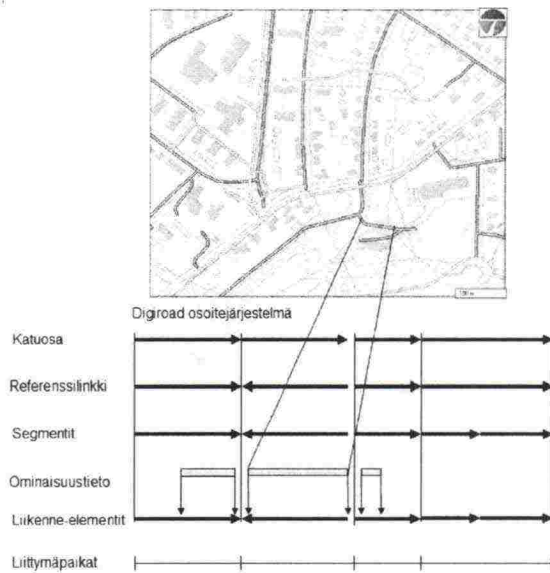 Digiroad osoitejärjestelmä
Katuosa
Referenssilinkki
Segmentit
Ominaisuustieto
Liikenne-elementit
Liittymäpaikat